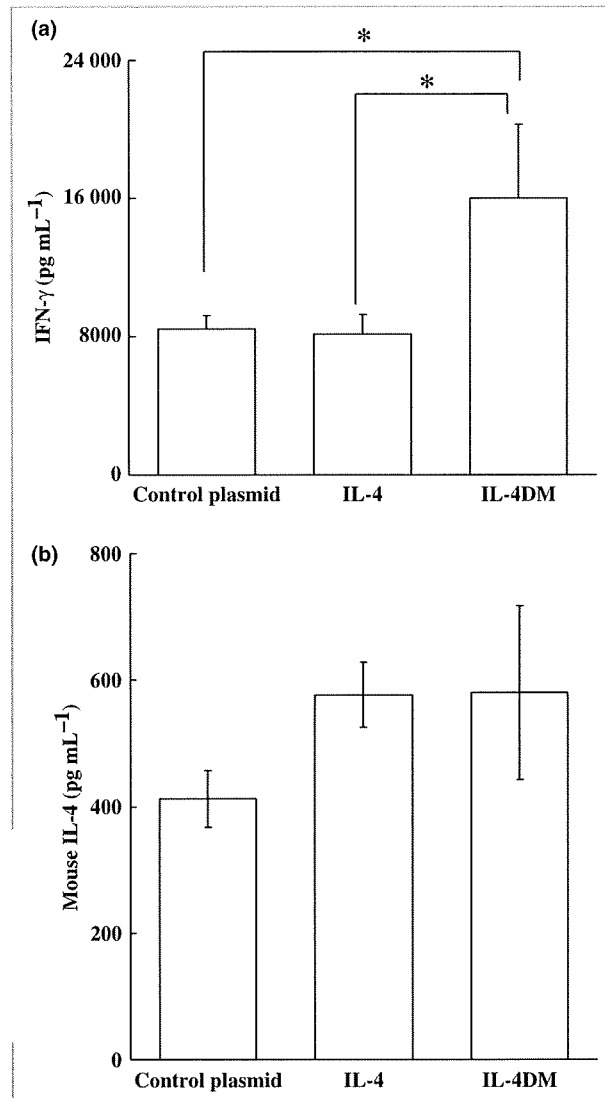 (a)
*
*
24 000
16 000
8000
0
IFN-γ (pg mL⁻¹)
Control plasmid IL-4 IL-4DM
(b)
800
600
400
200
0
Mouse IL-4 (pg mL⁻¹)
Control plasmid IL-4 IL-4DM